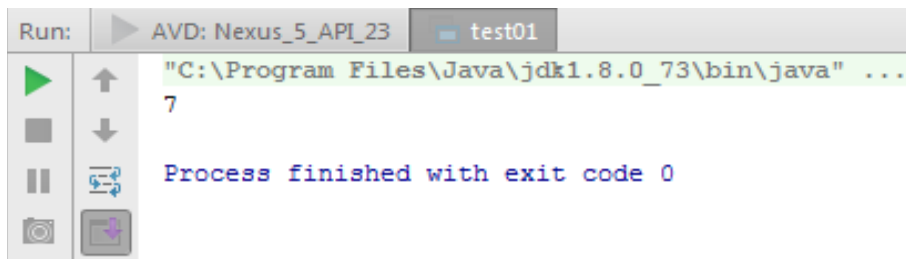 Run: AVD: Nexus_5_API_23 test01
"C:\Program Files\Java\jdk1.8.0_73\bin\java" ...
7
Process finished with exit code 0